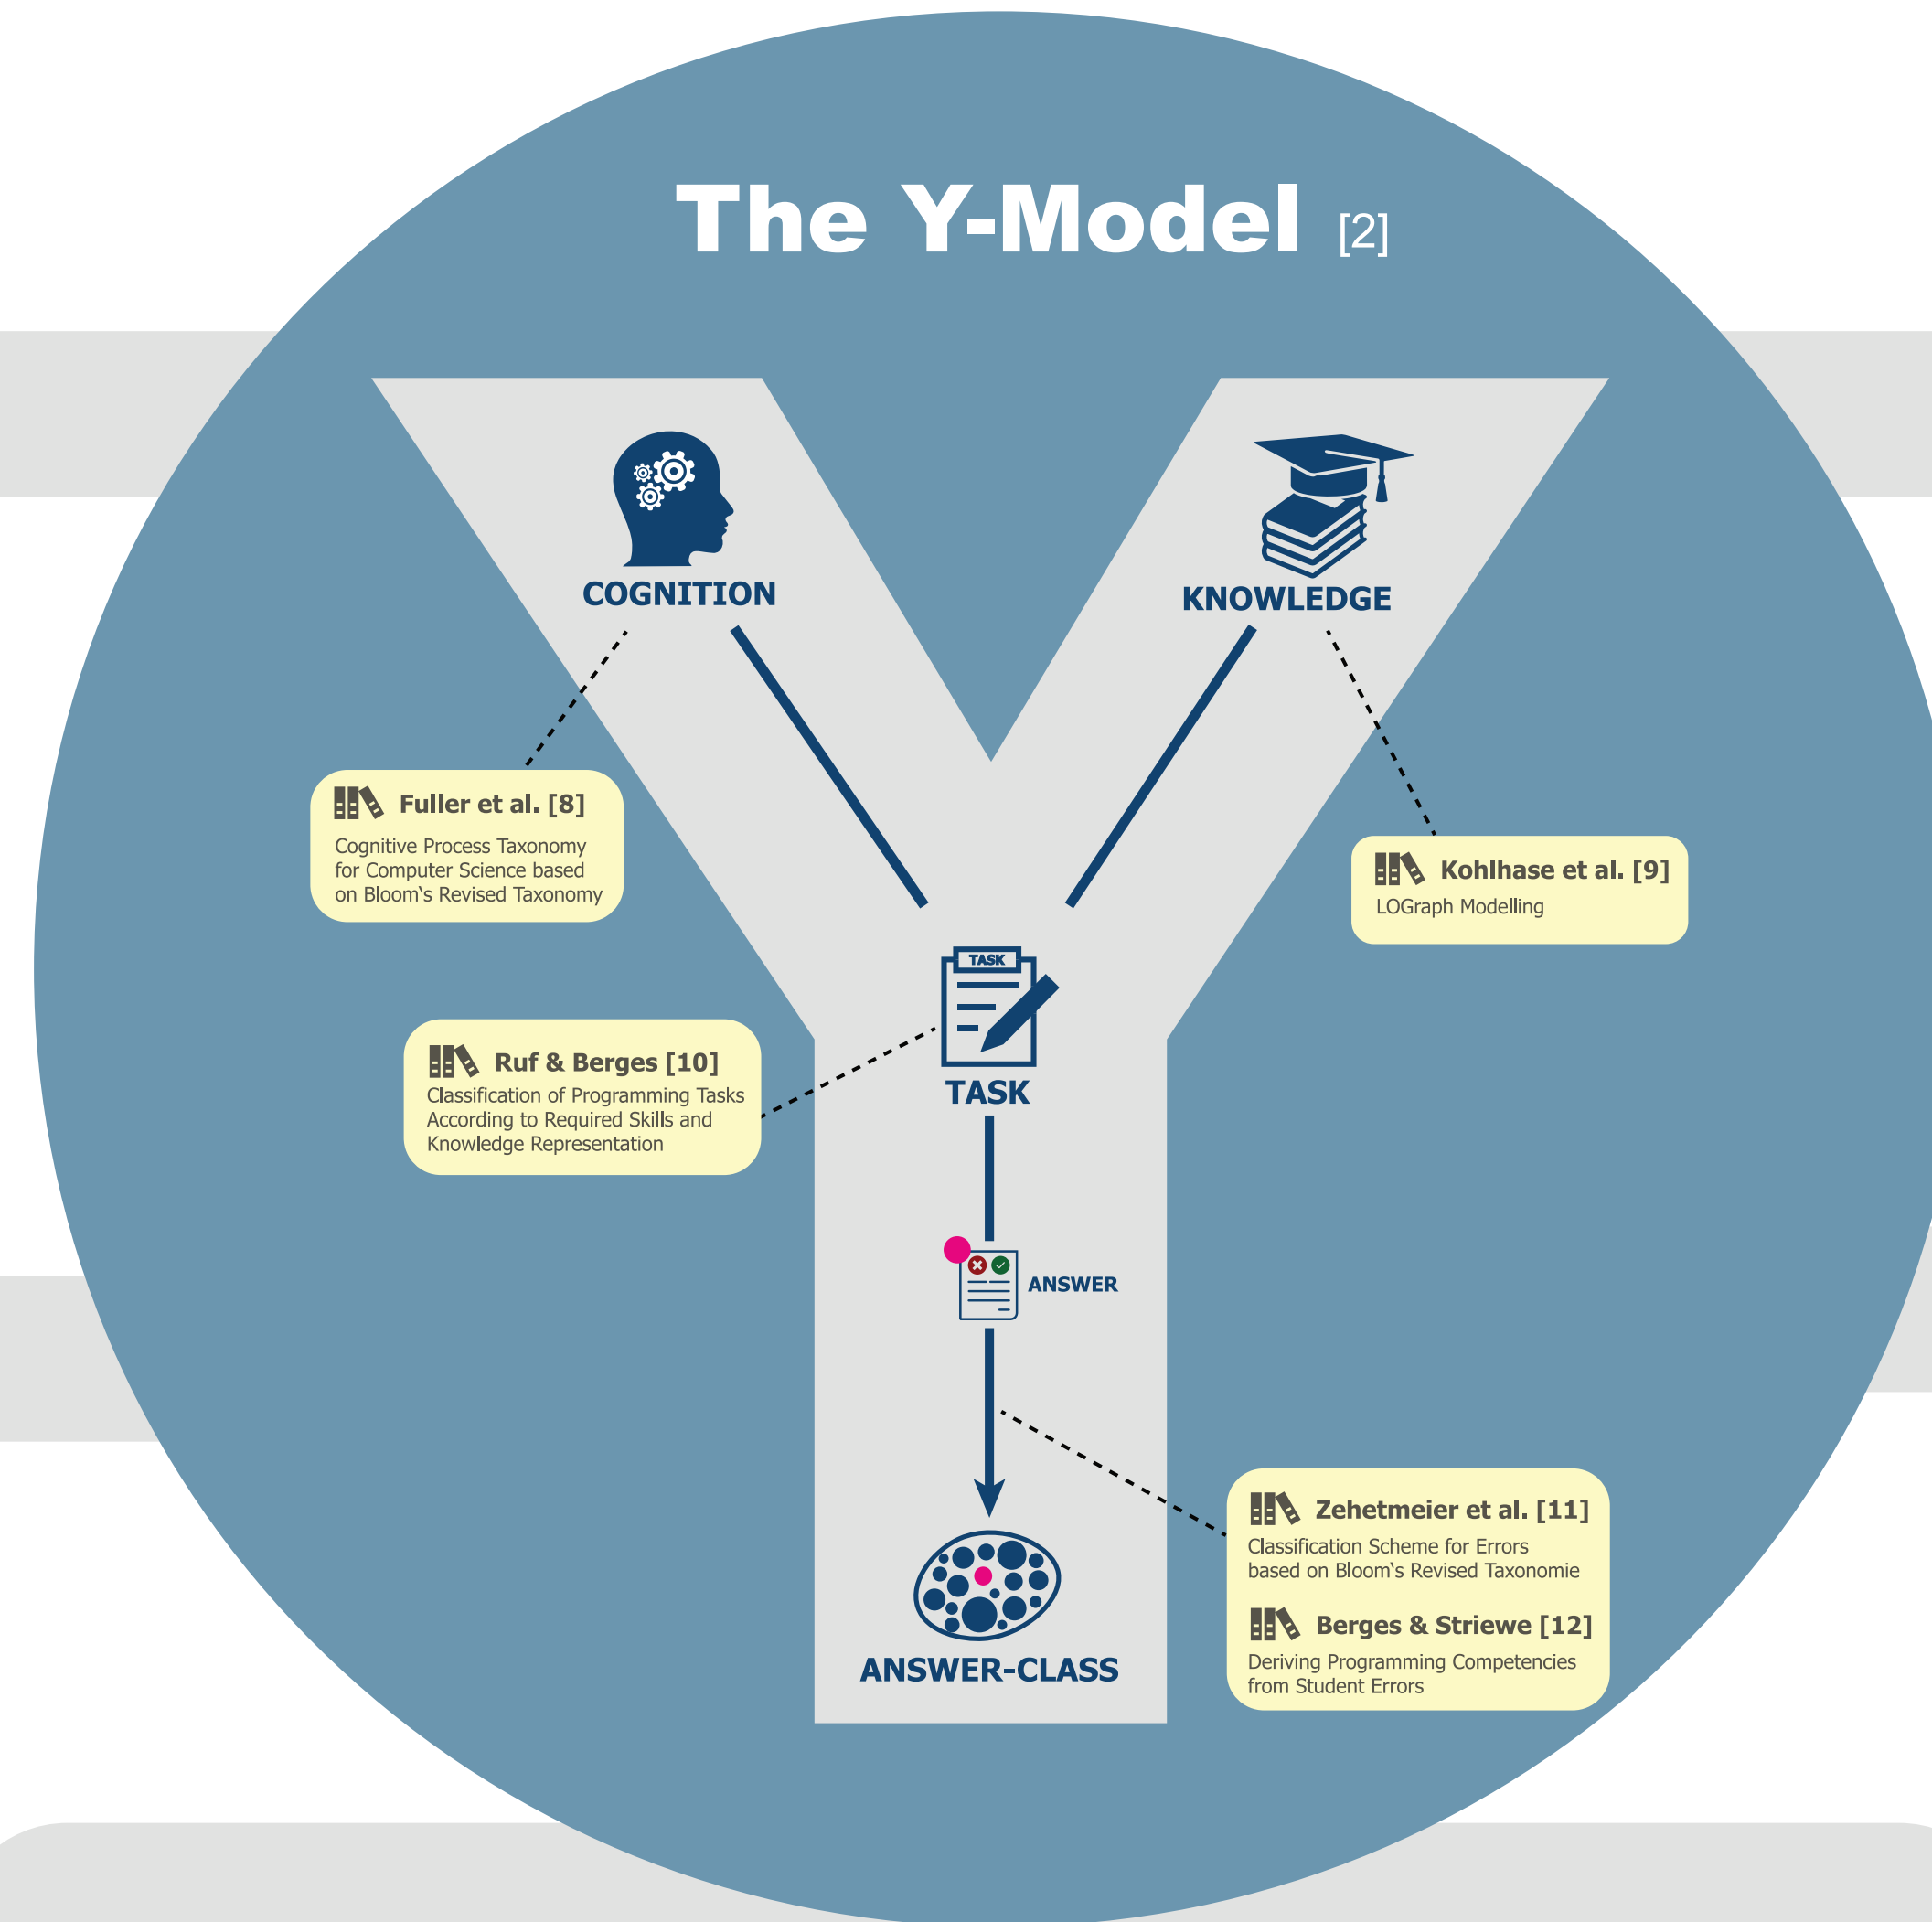 The Y-Model [2]
COGNITION
KNOWLEDGE
Fuller et al. [8]
Cognitive Process Taxonomy
for Computer Science based
on Bloom‛s Revised Taxonomy
Kohlhase et al. [9]
LOGraph Modelling
TASK
Ruf & Berges [10]
Classification of Programming Tasks
According to Required Skills and
Knowledge Representation
TASK
ANSWER
Zehetmeier et al. [11]
Classification Scheme for Errors
based on Bloom‛s Revised Taxonomie
Berges & Striewe [12]
Deriving Programming Competencies
from Student Errors
ANSWER-CLASS